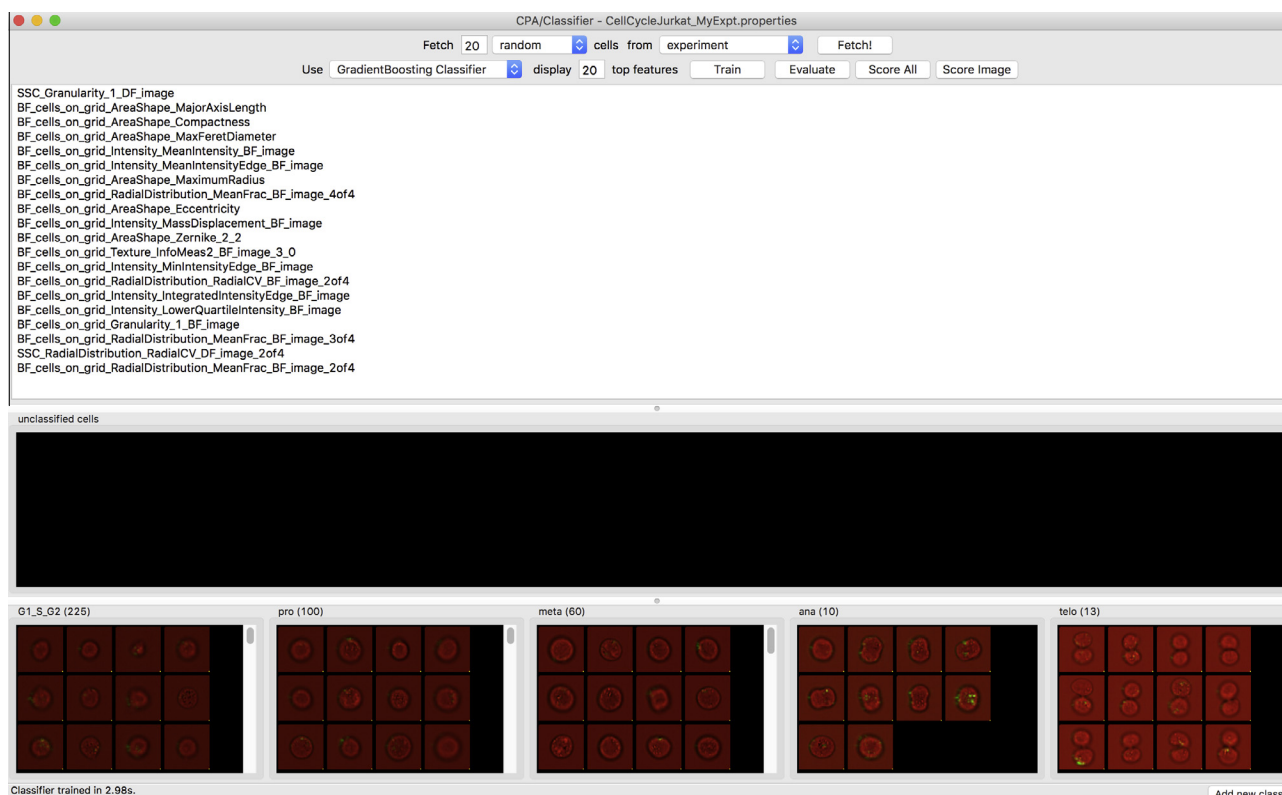 CPA/Classifier - CellCycleJurkat_MyExpt.properties
Fetch 20 random cells from experiment Fetch!
Use GradientBoosting Classifier display 20 top features Train Evaluate Score All Score Image
SSC_Granularity_1_DF_image
BF_cells_on_grid_AreaShape_MajorAxisLength
BF_cells_on_grid_AreaShape_Compactness
BF_cells_on_grid_AreaShape_MaxFeretDiameter
BF_cells_on_grid_Intensity_MeanIntensity_BF_image
BF_cells_on_grid_Intensity_MeanIntensityEdge_BF_image
BF_cells_on_grid_AreaShape_MaximumRadius
BF_cells_on_grid_RadialDistribution_MeanFrac_BF_image_4of4
BF_cells_on_grid_AreaShape_Eccentricity
BF_cells_on_grid_Intensity_MassDisplacement_BF_image
BF_cells_on_grid_AreaShape_Zernike_2_2
BF_cells_on_grid_Texture_InfoMeas2_BF_image_3_0
BF_cells_on_grid_Intensity_MinIntensityEdge_BF_image
BF_cells_on_grid_RadialDistribution_RadialCV_BF_image_2of4
BF_cells_on_grid_Intensity_IntegratedIntensityEdge_BF_image
BF_cells_on_grid_Intensity_LowerQuartileIntensity_BF_image
BF_cells_on_grid_Granularity_1_BF_image
BF_cells_on_grid_RadialDistribution_MeanFrac_BF_image_3of4
SSC_RadialDistribution_RadialCV_DF_image_2of4
BF_cells_on_grid_RadialDistribution_MeanFrac_BF_image_2of4
unclassified cells
G1_S_G2 (225) pro (100) meta (60) ana (10) telo (13)
Classifier trained in 2.98s. Add new class